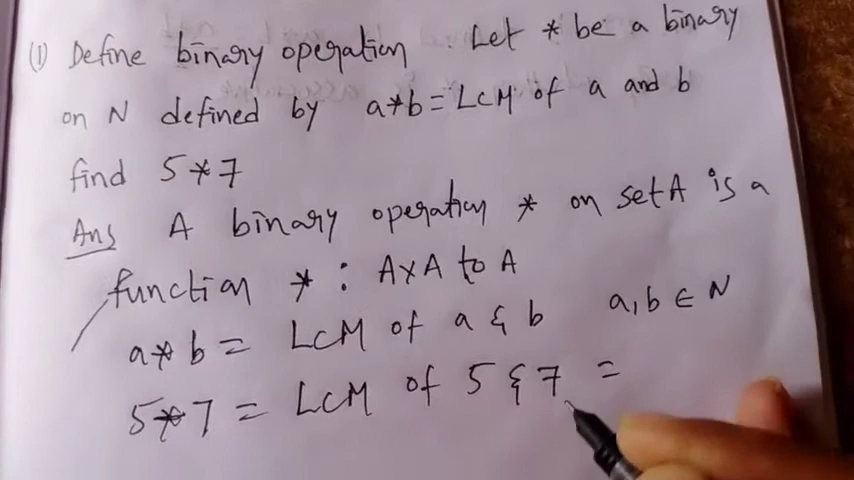 (1) Define binary operation. Let * be a binary
on N defined by a*b = LCM of a and b
find 5*7
Ans A binary operation * on set A is a
function * : A×A to A
a*b = LCM of a & b a,b ∈ N
5*7 = LCM of 5 & 7 =